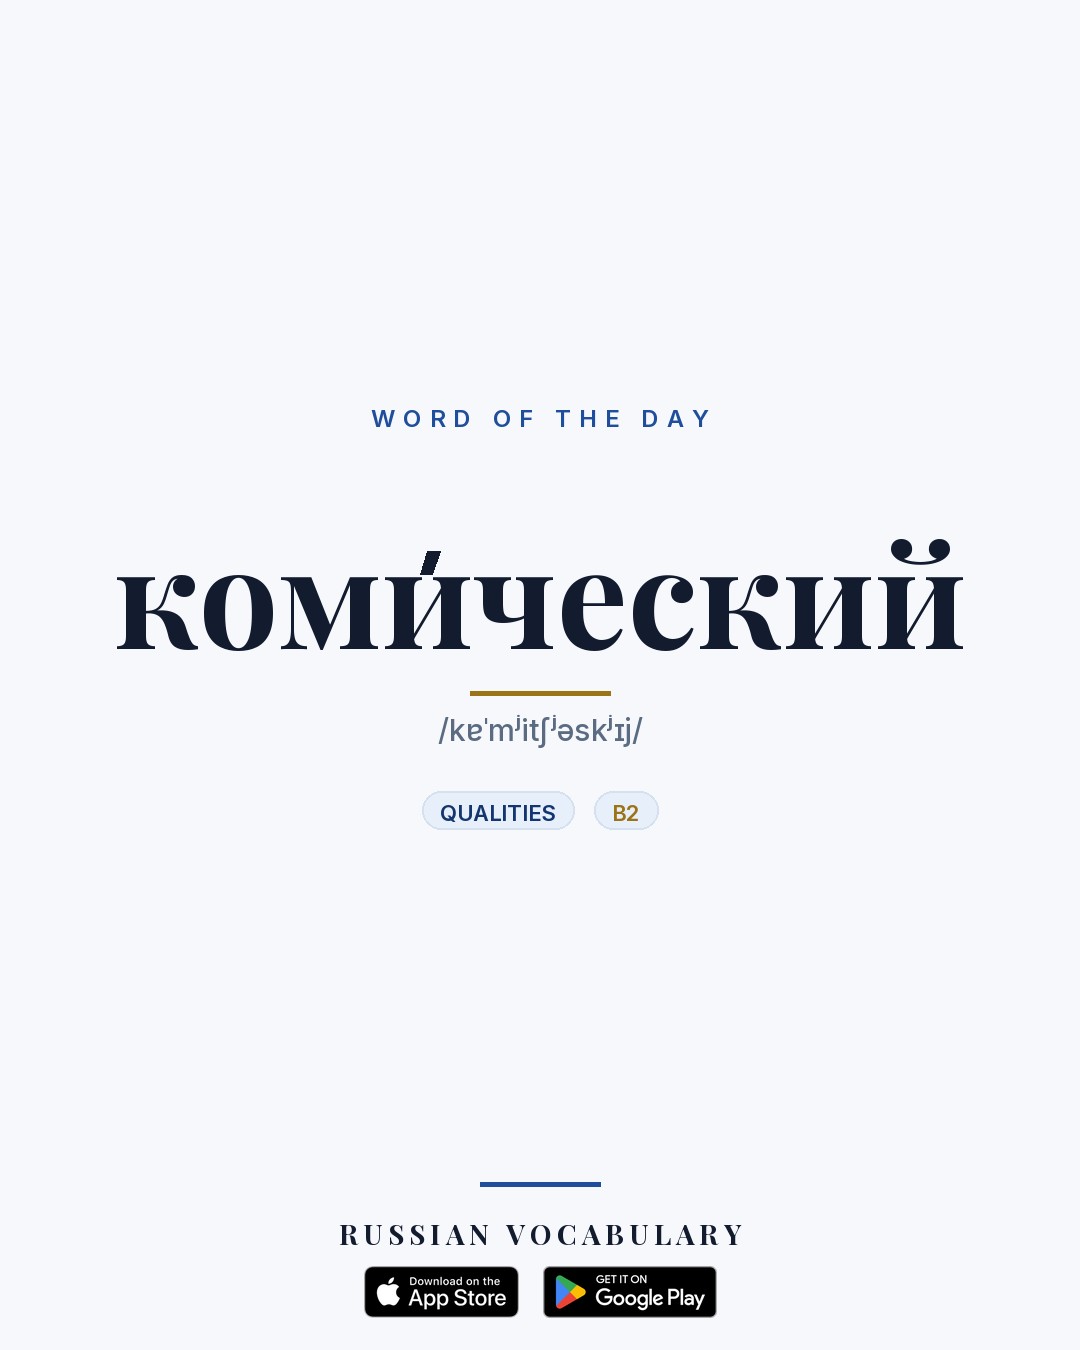 WORD OF THE DAY
коми́ческий
/kɐˈmʲitʃʲəskʲɪj/
QUALITIES B2
RUSSIAN VOCABULARY
Download on the App Store
GET IT ON Google Play